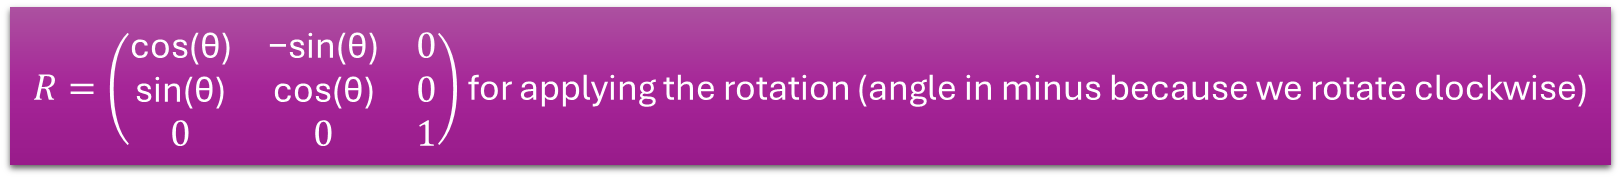 cos(θ) −sin(θ) 0
R = ( sin(θ) cos(θ) 0 ) for applying the rotation (angle in minus because we rotate clockwise)
0 0 1